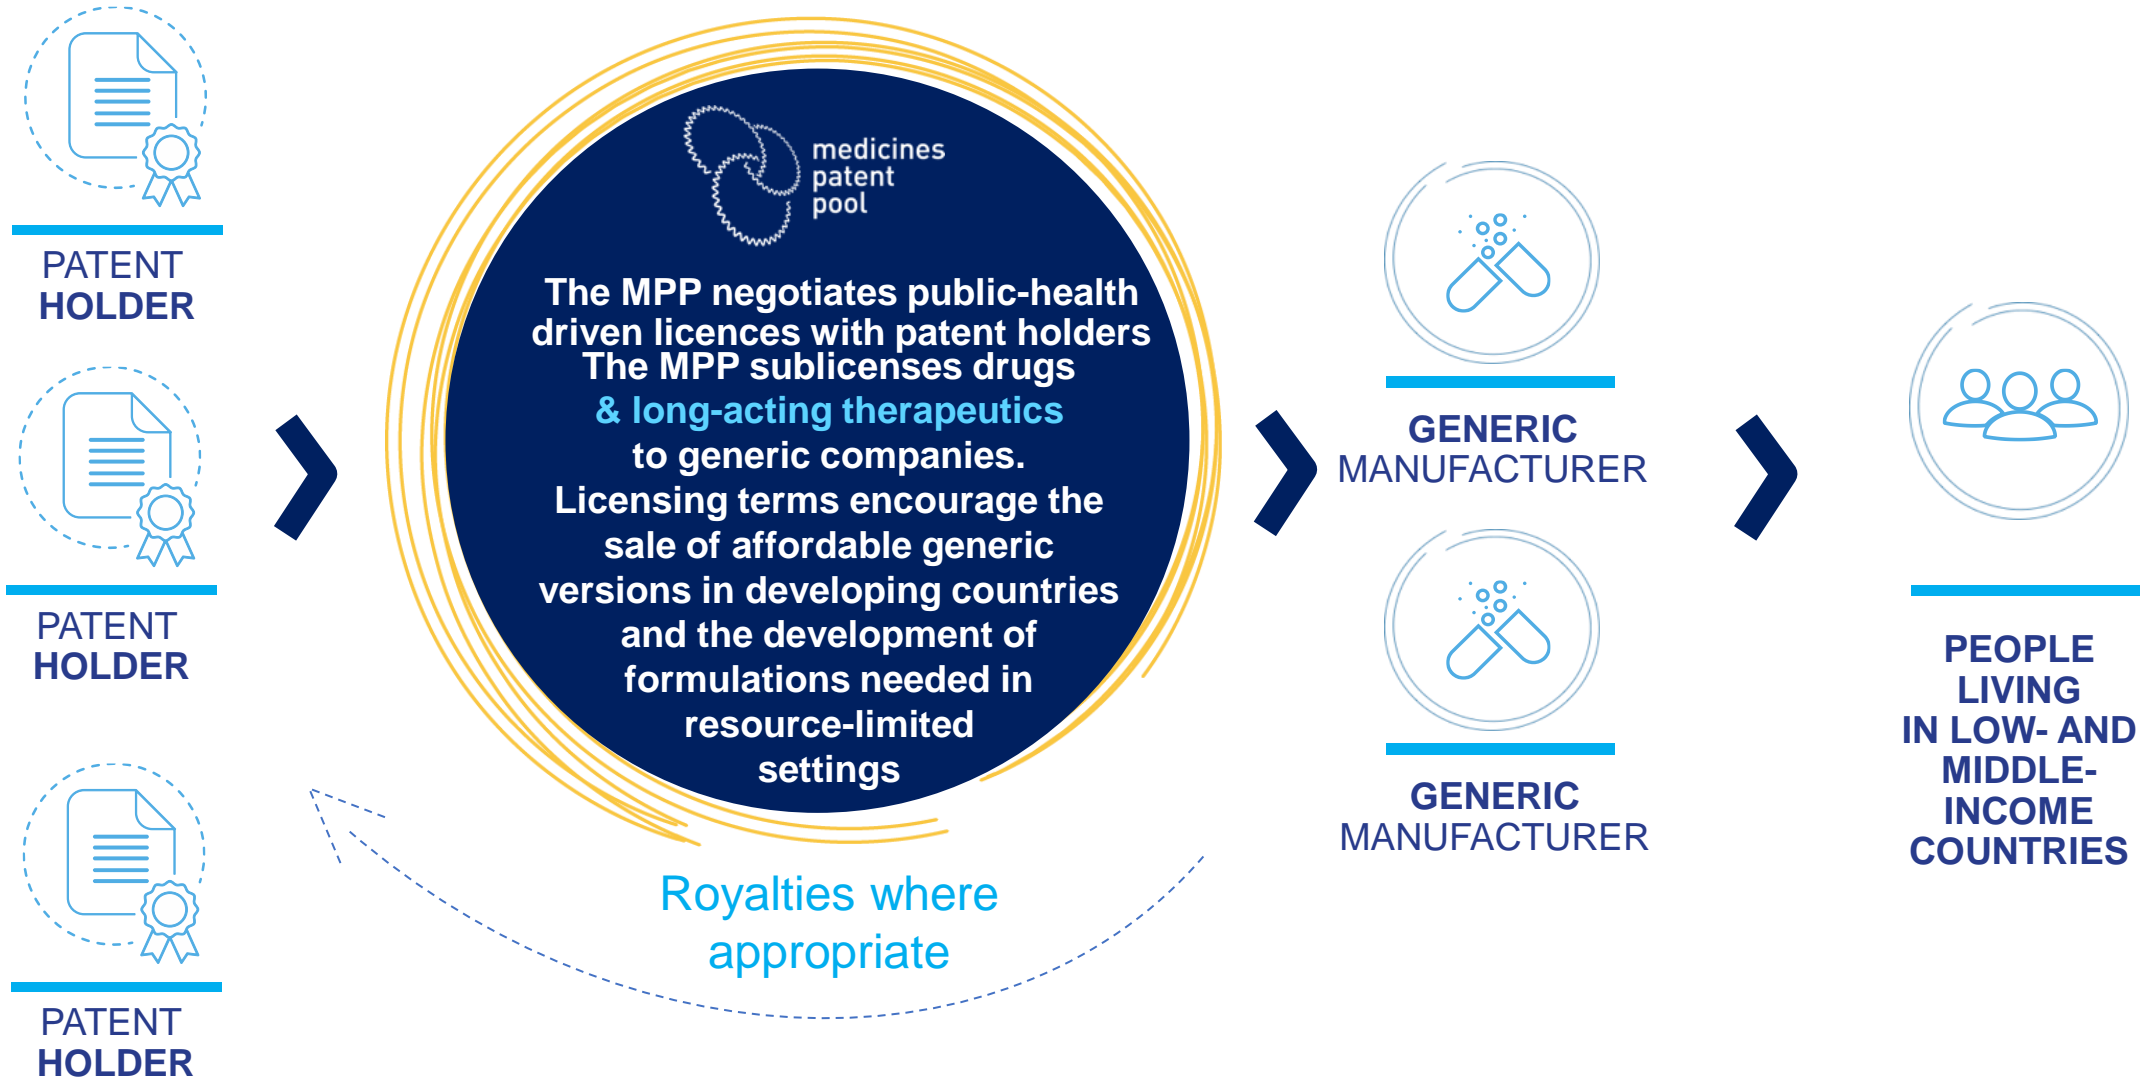 PATENT
HOLDER
PATENT
HOLDER
PATENT
HOLDER
medicines
patent
pool
The MPP negotiates public-health
driven licences with patent holders
The MPP sublicenses drugs
& long-acting therapeutics
to generic companies.
Licensing terms encourage the
sale of affordable generic
versions in developing countries
and the development of
formulations needed in
resource-limited
settings
Royalties where
appropriate
GENERIC
MANUFACTURER
GENERIC
MANUFACTURER
PEOPLE
LIVING
IN LOW- AND
MIDDLE-
INCOME
COUNTRIES